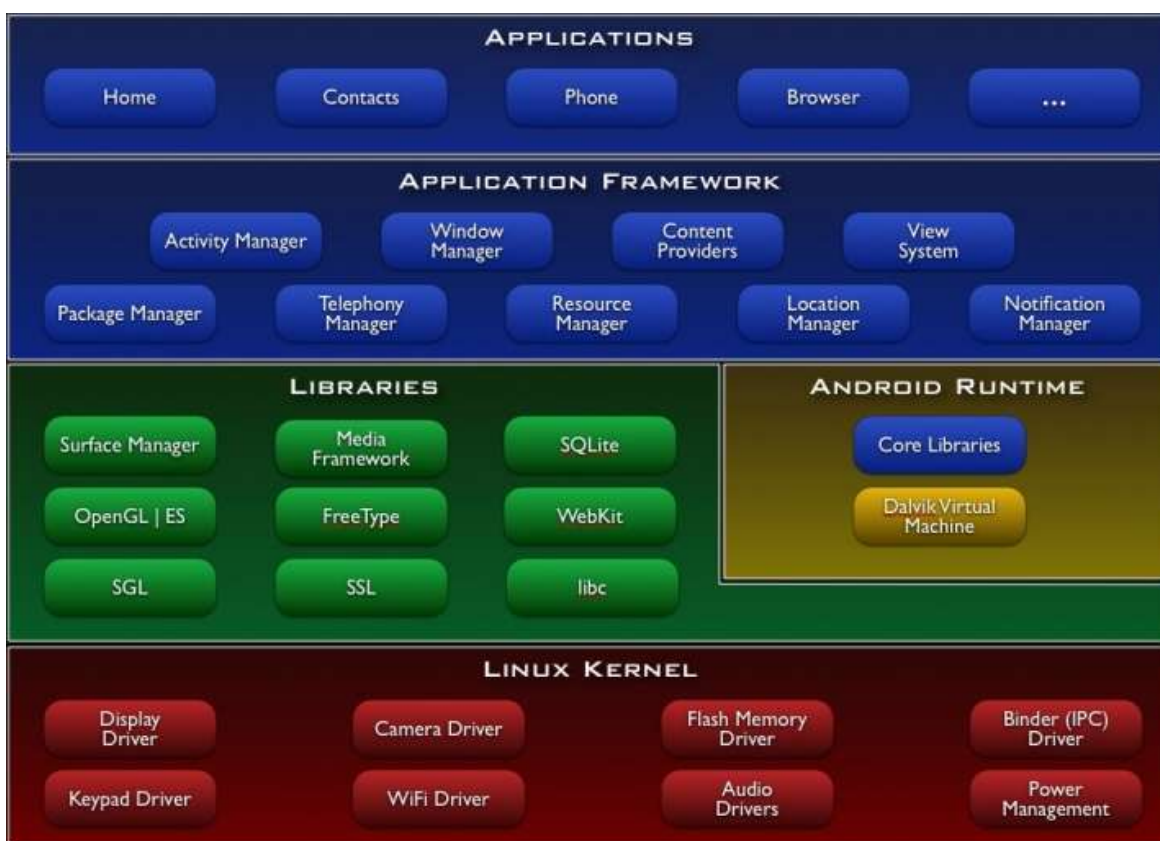 APPLICATIONS
Home
Contacts
Phone
Browser
...
APPLICATION FRAMEWORK
Activity Manager
Window
Manager
Content
Providers
View
System
Package Manager
Telephony
Manager
Resource
Manager
Location
Manager
Notification
Manager
LIBRARIES
Surface Manager
Media
Framework
SQLite
OpenGL | ES
FreeType
WebKit
SGL
SSL
libc
ANDROID RUNTIME
Core Libraries
Dalvik Virtual
Machine
LINUX KERNEL
Display
Driver
Camera Driver
Flash Memory
Driver
Binder (IPC)
Driver
Keypad Driver
WiFi Driver
Audio
Drivers
Power
Management